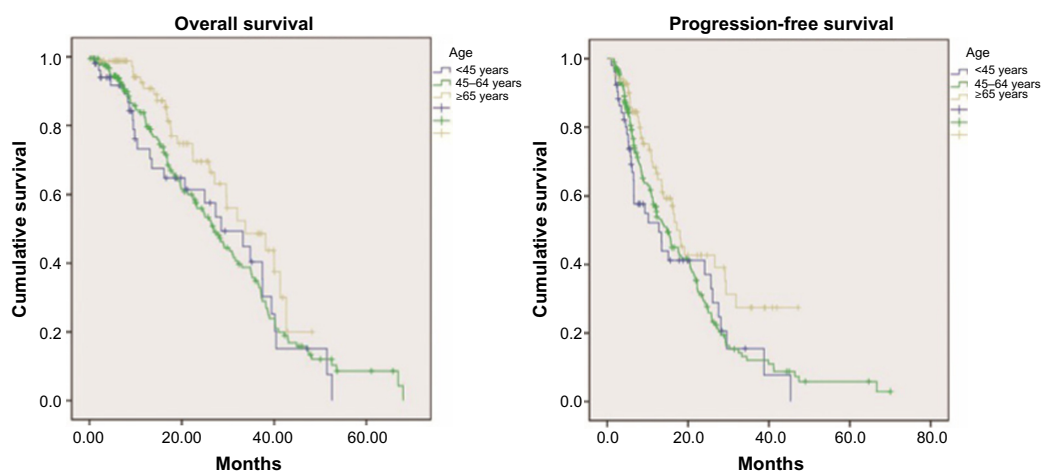 Overall survival
Cumulative survival
1.0
0.8
0.6
0.4
0.2
0.0
0.00 20.00 40.00 60.00
Months
Age
<45 years
45–64 years
≥65 years
Progression-free survival
Cumulative survival
1.0
0.8
0.6
0.4
0.2
0.0
0.0 20.0 40.0 60.0 80.0
Months
Age
<45 years
45–64 years
≥65 years